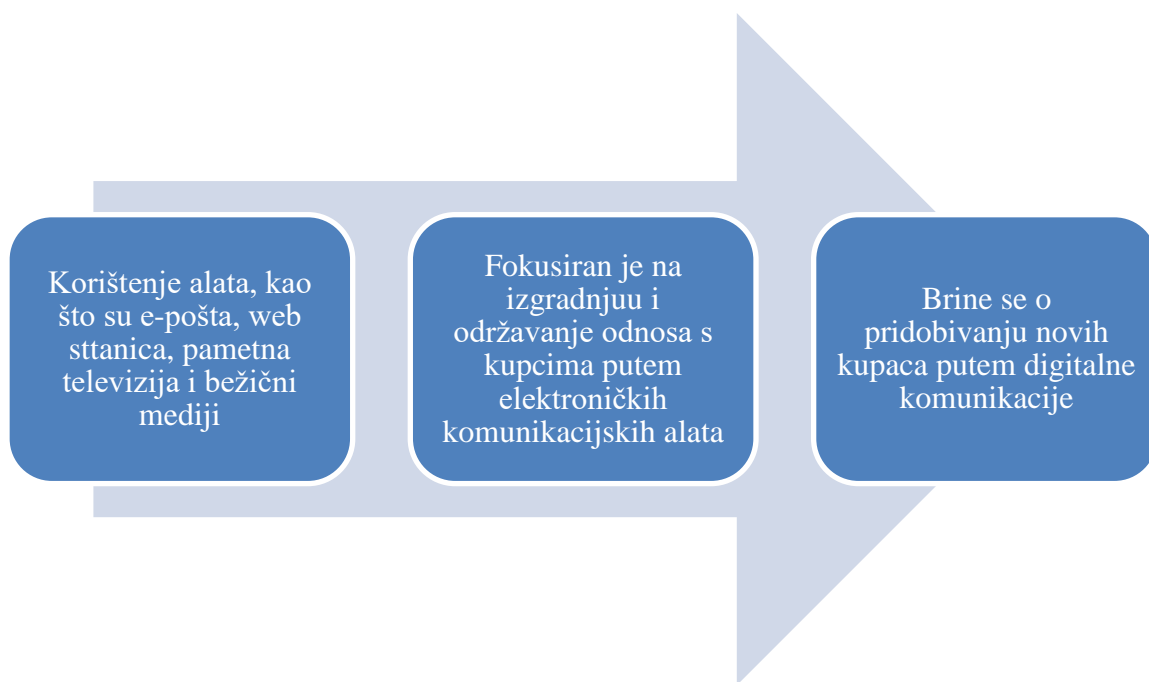 Korištenje alata, kao
što su e-pošta, web
sttanica, pametna
televizija i bežični
mediji
Fokusiran je na
izgradnjuu i
održavanje odnosa s
kupcima putem
elektroničkih
komunikacijskih alata
Brine se o
pridobivanju novih
kupaca putem digitalne
komunikacije